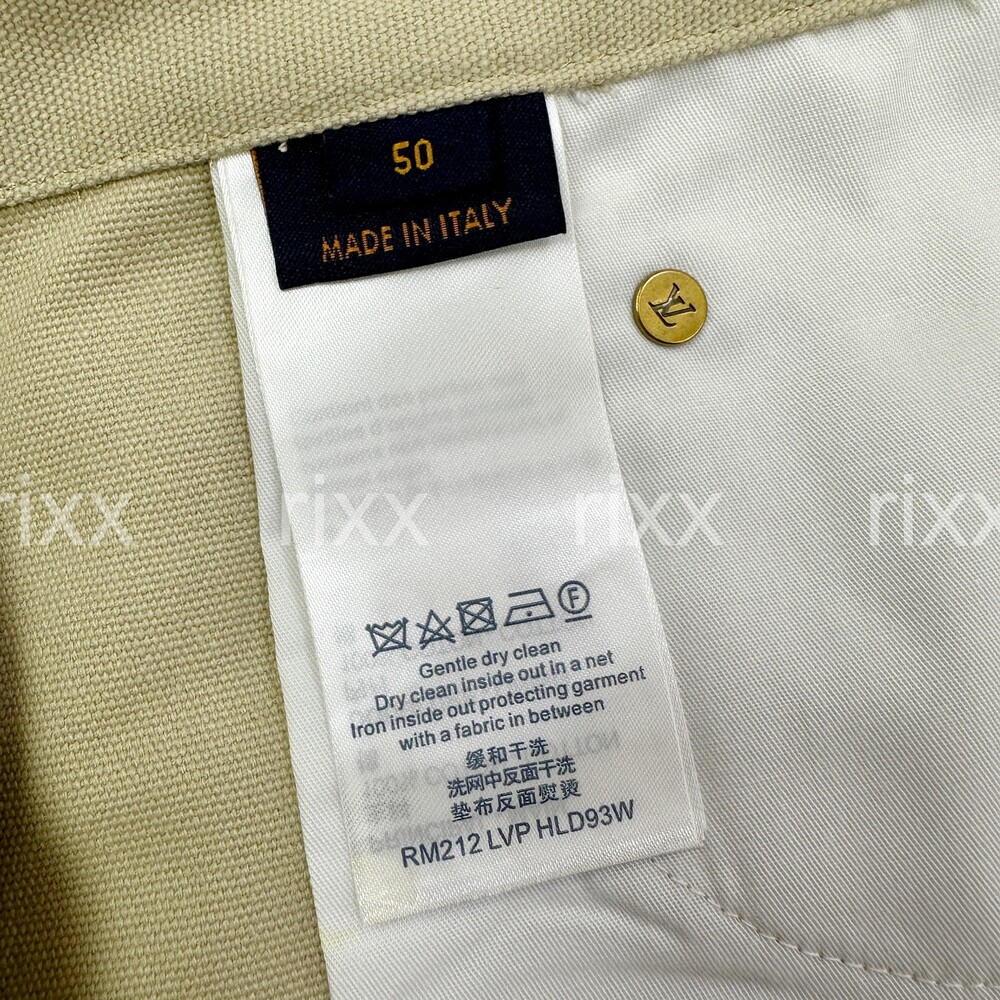 50
MADE IN ITALY
LV
rixx rixx rixx rixx
F
Gentle dry clean
Dry clean inside out in a net
Iron inside out protecting garment
with a fabric in between
缓和干洗
洗网中反面干洗
垫布反面熨烫
RM212 LVP HLD93W